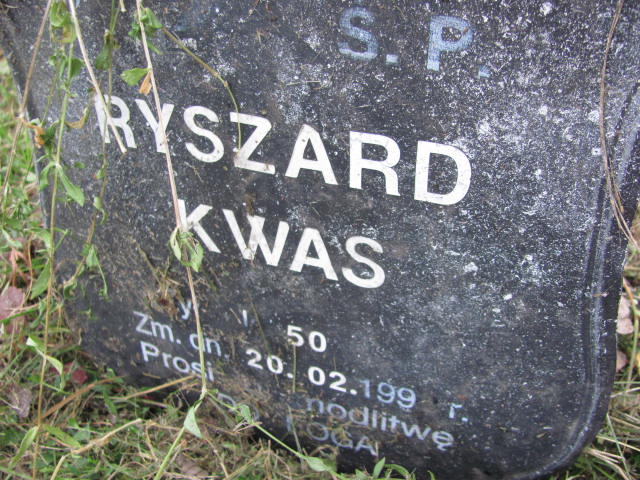 S. P.
RYSZARD
KWAS
50
Zm. dn. 20.02.199 r.
Prosi modlitwę